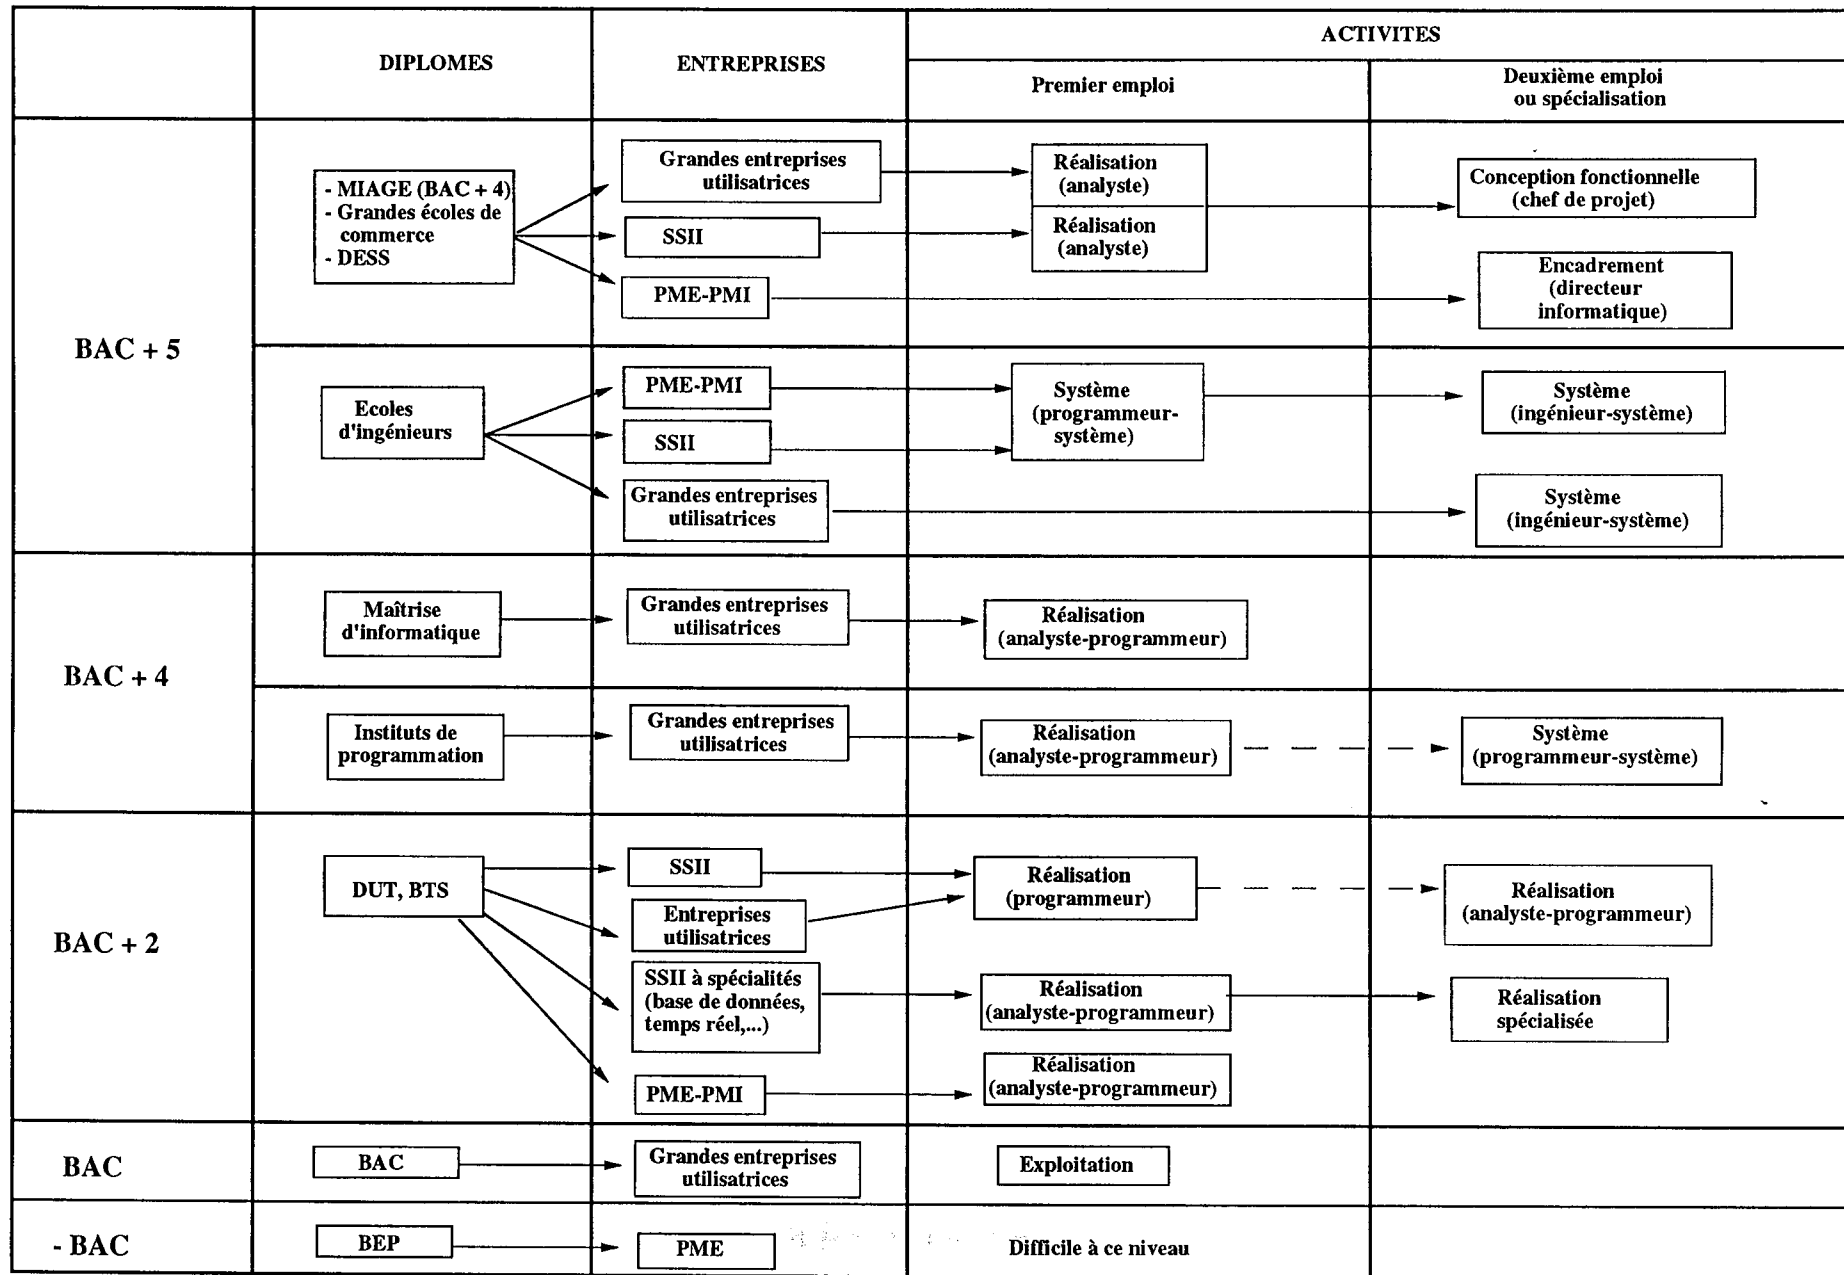 DIPLOMES
ENTREPRISES
ACTIVITES
Premier emploi
Deuxième emploi
ou spécialisation
BAC + 5
- MIAGE (BAC + 4)
- Grandes écoles de
commerce
- DESS
Grandes entreprises
utilisatrices
SSII
PME-PMI
Réalisation
(analyste)
Réalisation
(analyste)
Conception fonctionnelle
(chef de projet)
Encadrement
(directeur
informatique)
Ecoles
d'ingénieurs
PME-PMI
SSII
Grandes entreprises
utilisatrices
Système
(programmeur-
système)
Système
(ingénieur-système)
Système
(ingénieur-système)
BAC + 4
Maîtrise
d'informatique
Grandes entreprises
utilisatrices
Réalisation
(analyste-programmeur)
Instituts de
programmation
Grandes entreprises
utilisatrices
Réalisation
(analyste-programmeur)
Système
(programmeur-système)
BAC + 2
DUT, BTS
SSII
Entreprises
utilisatrices
SSII à spécialités
(base de données,
temps réel,...)
PME-PMI
Réalisation
(programmeur)
Réalisation
(analyste-programmeur)
Réalisation
(analyste-programmeur)
Réalisation
(analyste-programmeur)
Réalisation
spécialisée
BAC
BAC
Grandes entreprises
utilisatrices
Exploitation
- BAC
BEP
PME
Difficile à ce niveau